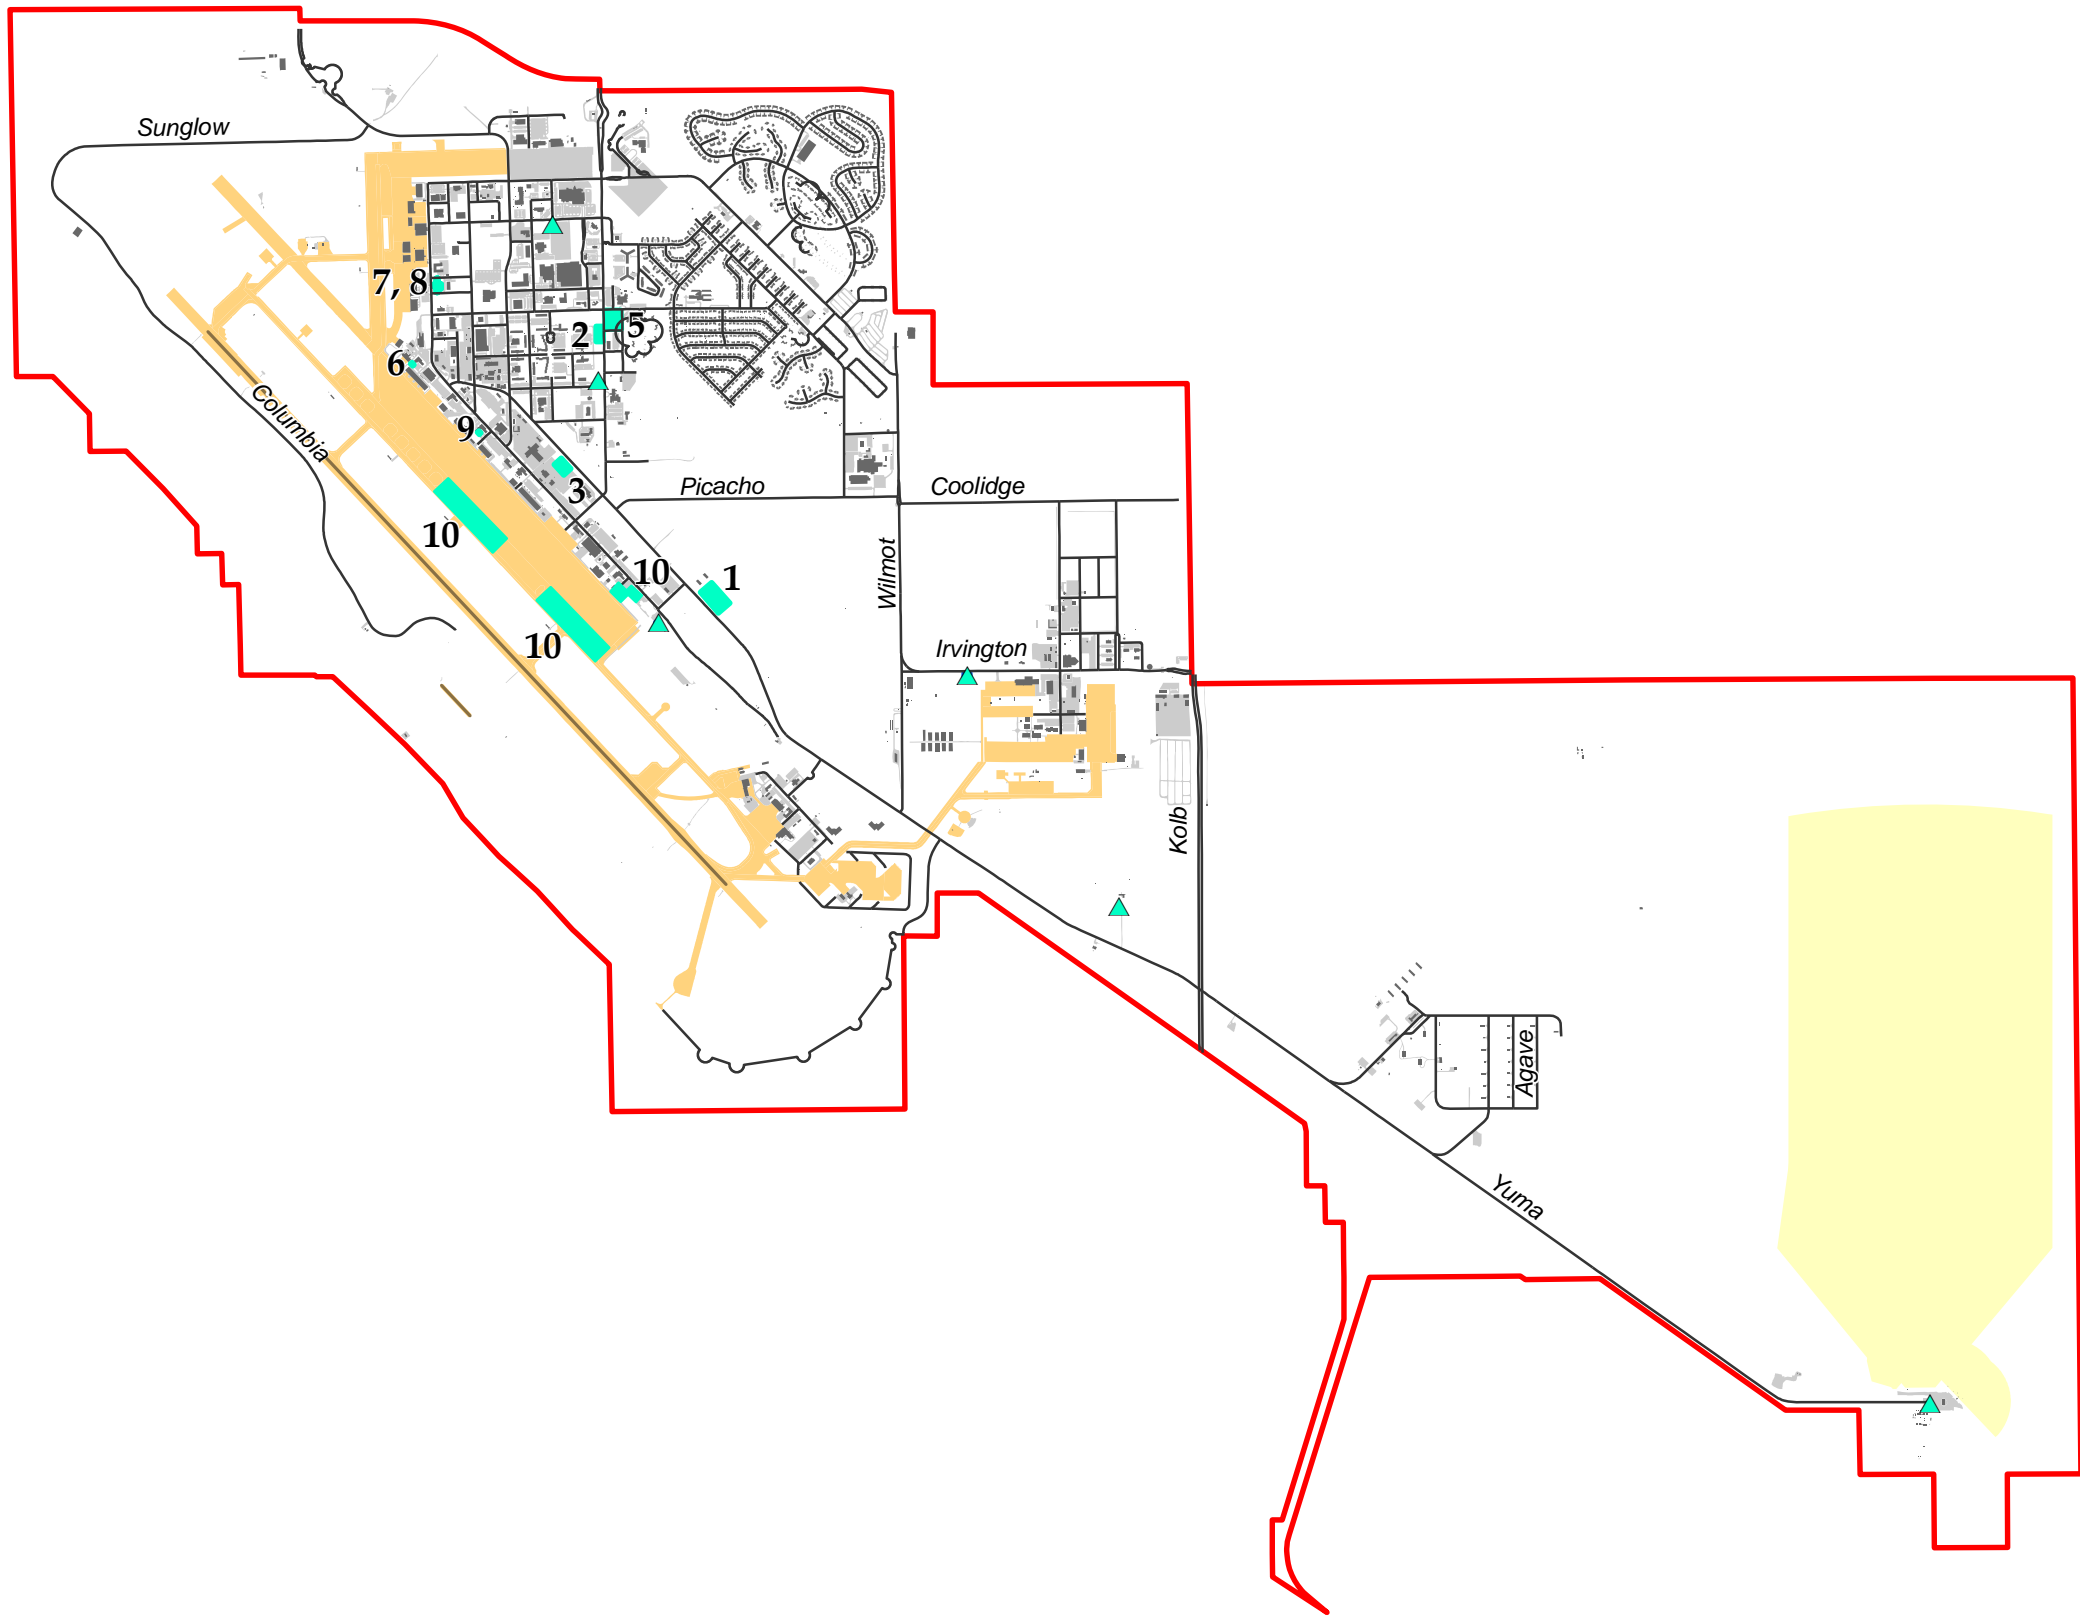 Sunglow
7, 8
2
5
6
Columbia
9
3
Picacho
Coolidge
10
10
1
Wilmot
10
Irvington
Kolb
Agave
Yuma